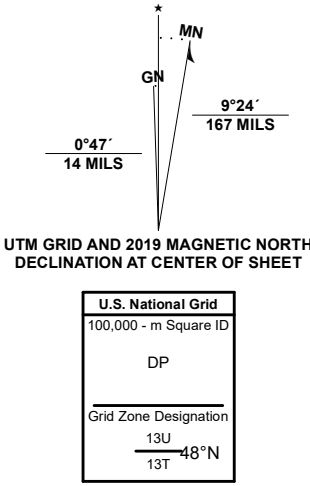 ★
MN
GN
9°24´
167 MILS
0°47´
14 MILS
UTM GRID AND 2019 MAGNETIC NORTH
DECLINATION AT CENTER OF SHEET
U.S. National Grid
100,000 - m Square ID
DP
Grid Zone Designation
13U
48°N
13T